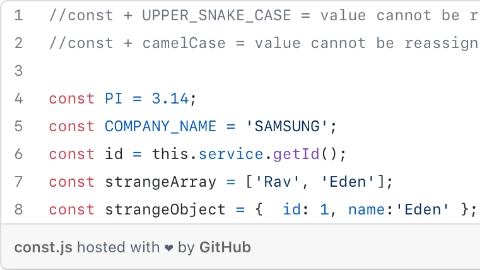 1 //const + UPPER_SNAKE_CASE = value cannot be
2 //const + camelCase = value cannot be reassign
3
4 const PI = 3.14;
5 const COMPANY_NAME = 'SAMSUNG';
6 const id = this.service.getId();
7 const strangeArray = ['Rav', 'Eden'];
8 const strangeObject = {  id: 1, name:'Eden' };
const.js hosted with ❤ by GitHub